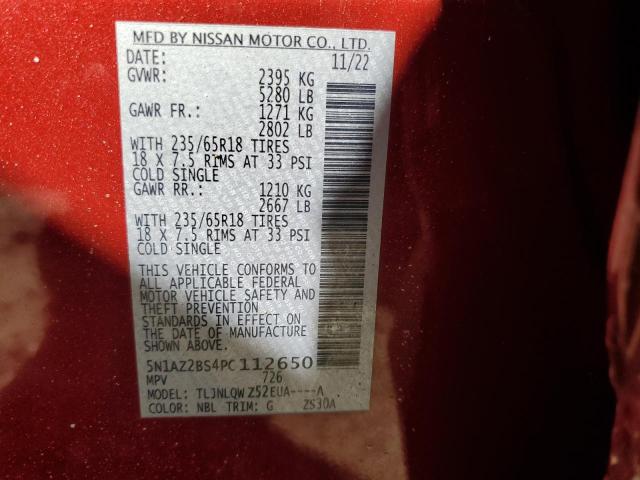 MFD BY NISSAN MOTOR CO., LTD.
DATE: 11/22
GVWR: 2395 KG
5280 LB
GAWR FR.: 1271 KG
2802 LB
WITH 235/65R18 TIRES
18 X 7.5 RIMS AT 33 PSI
COLD SINGLE
GAWR RR.: 1210 KG
2667 LB
WITH 235/65R18 TIRES
18 X 7.5 RIMS AT 33 PSI
COLD SINGLE
THIS VEHICLE CONFORMS TO
ALL APPLICABLE FEDERAL
MOTOR VEHICLE SAFETY AND
THEFT PREVENTION
STANDARDS IN EFFECT ON
THE DATE OF MANUFACTURE
SHOWN ABOVE.
5N1AZ2BS4PC112650
MPV 726
MODEL: TLJNLQW Z52EUA----A
COLOR: NBL TRIM: G ZS30A